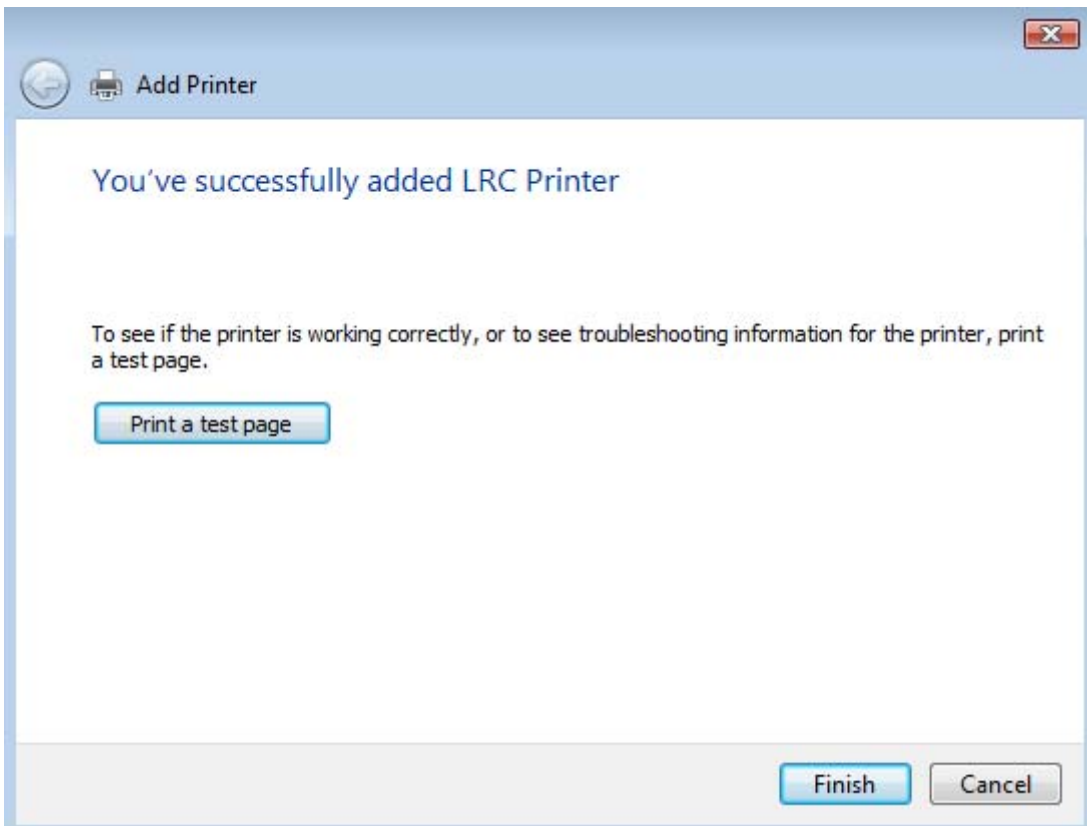 Add Printer
You've successfully added LRC Printer
To see if the printer is working correctly, or to see troubleshooting information for the printer, print
a test page.
Print a test page
Finish
Cancel